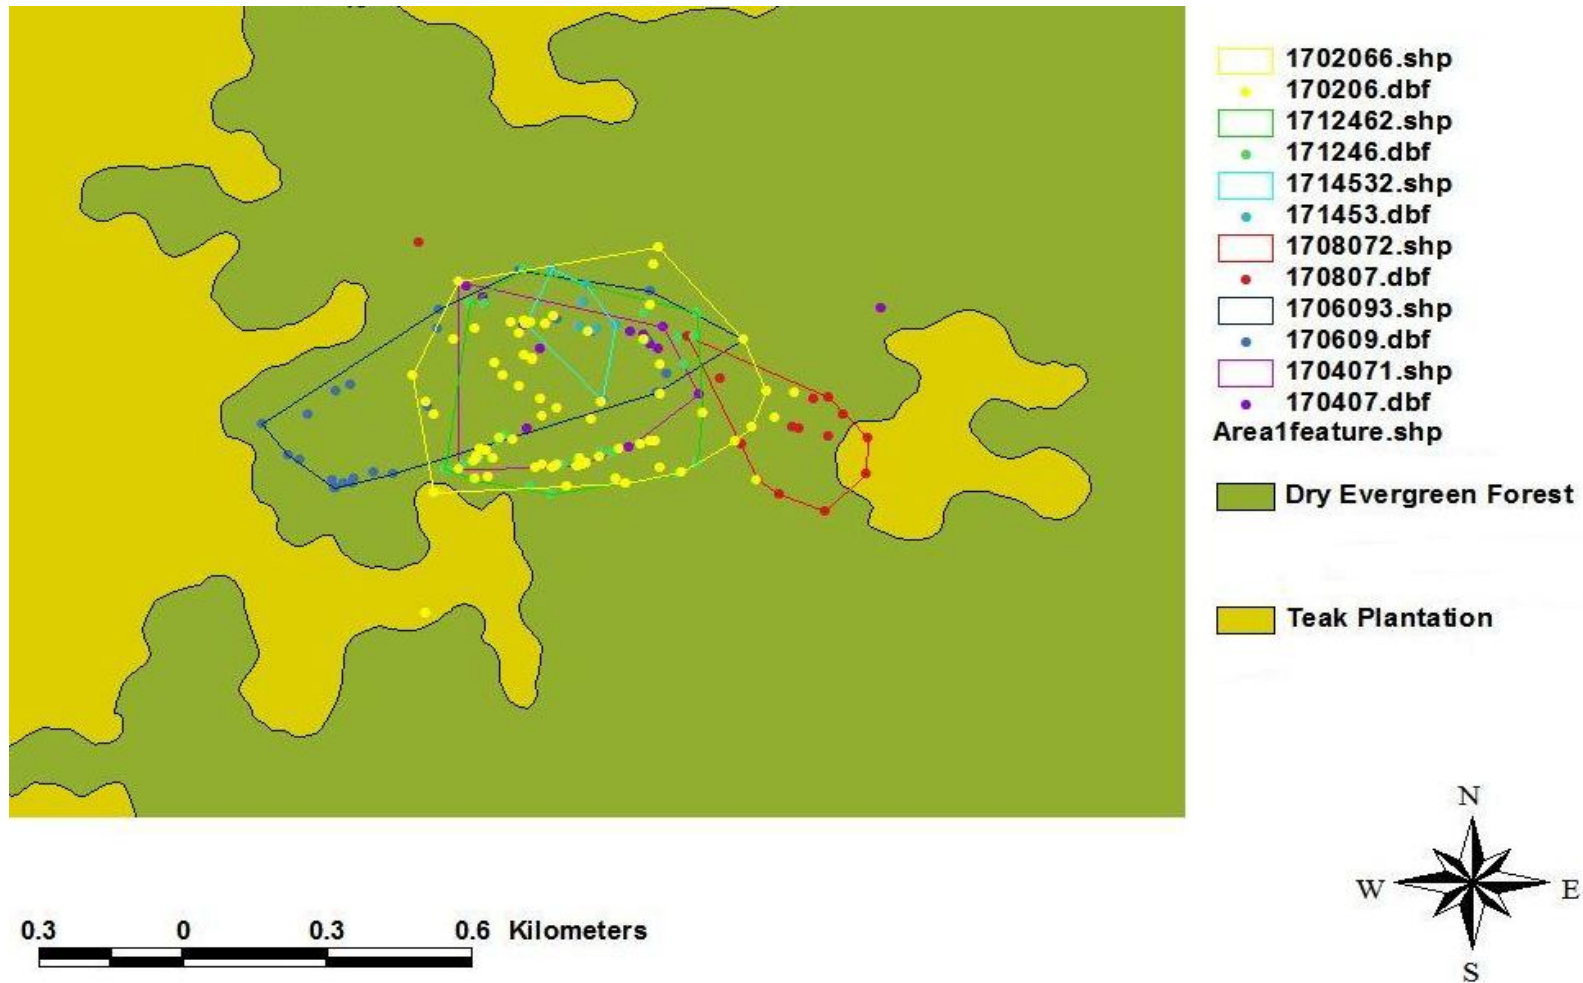 1702066.shp
170206.dbf
1712462.shp
171246.dbf
1714532.shp
171453.dbf
1708072.shp
170807.dbf
1706093.shp
170609.dbf
1704071.shp
170407.dbf
Area1feature.shp
Dry Evergreen Forest
Teak Plantation
N
W E
S
0.3 0 0.3 0.6 Kilometers